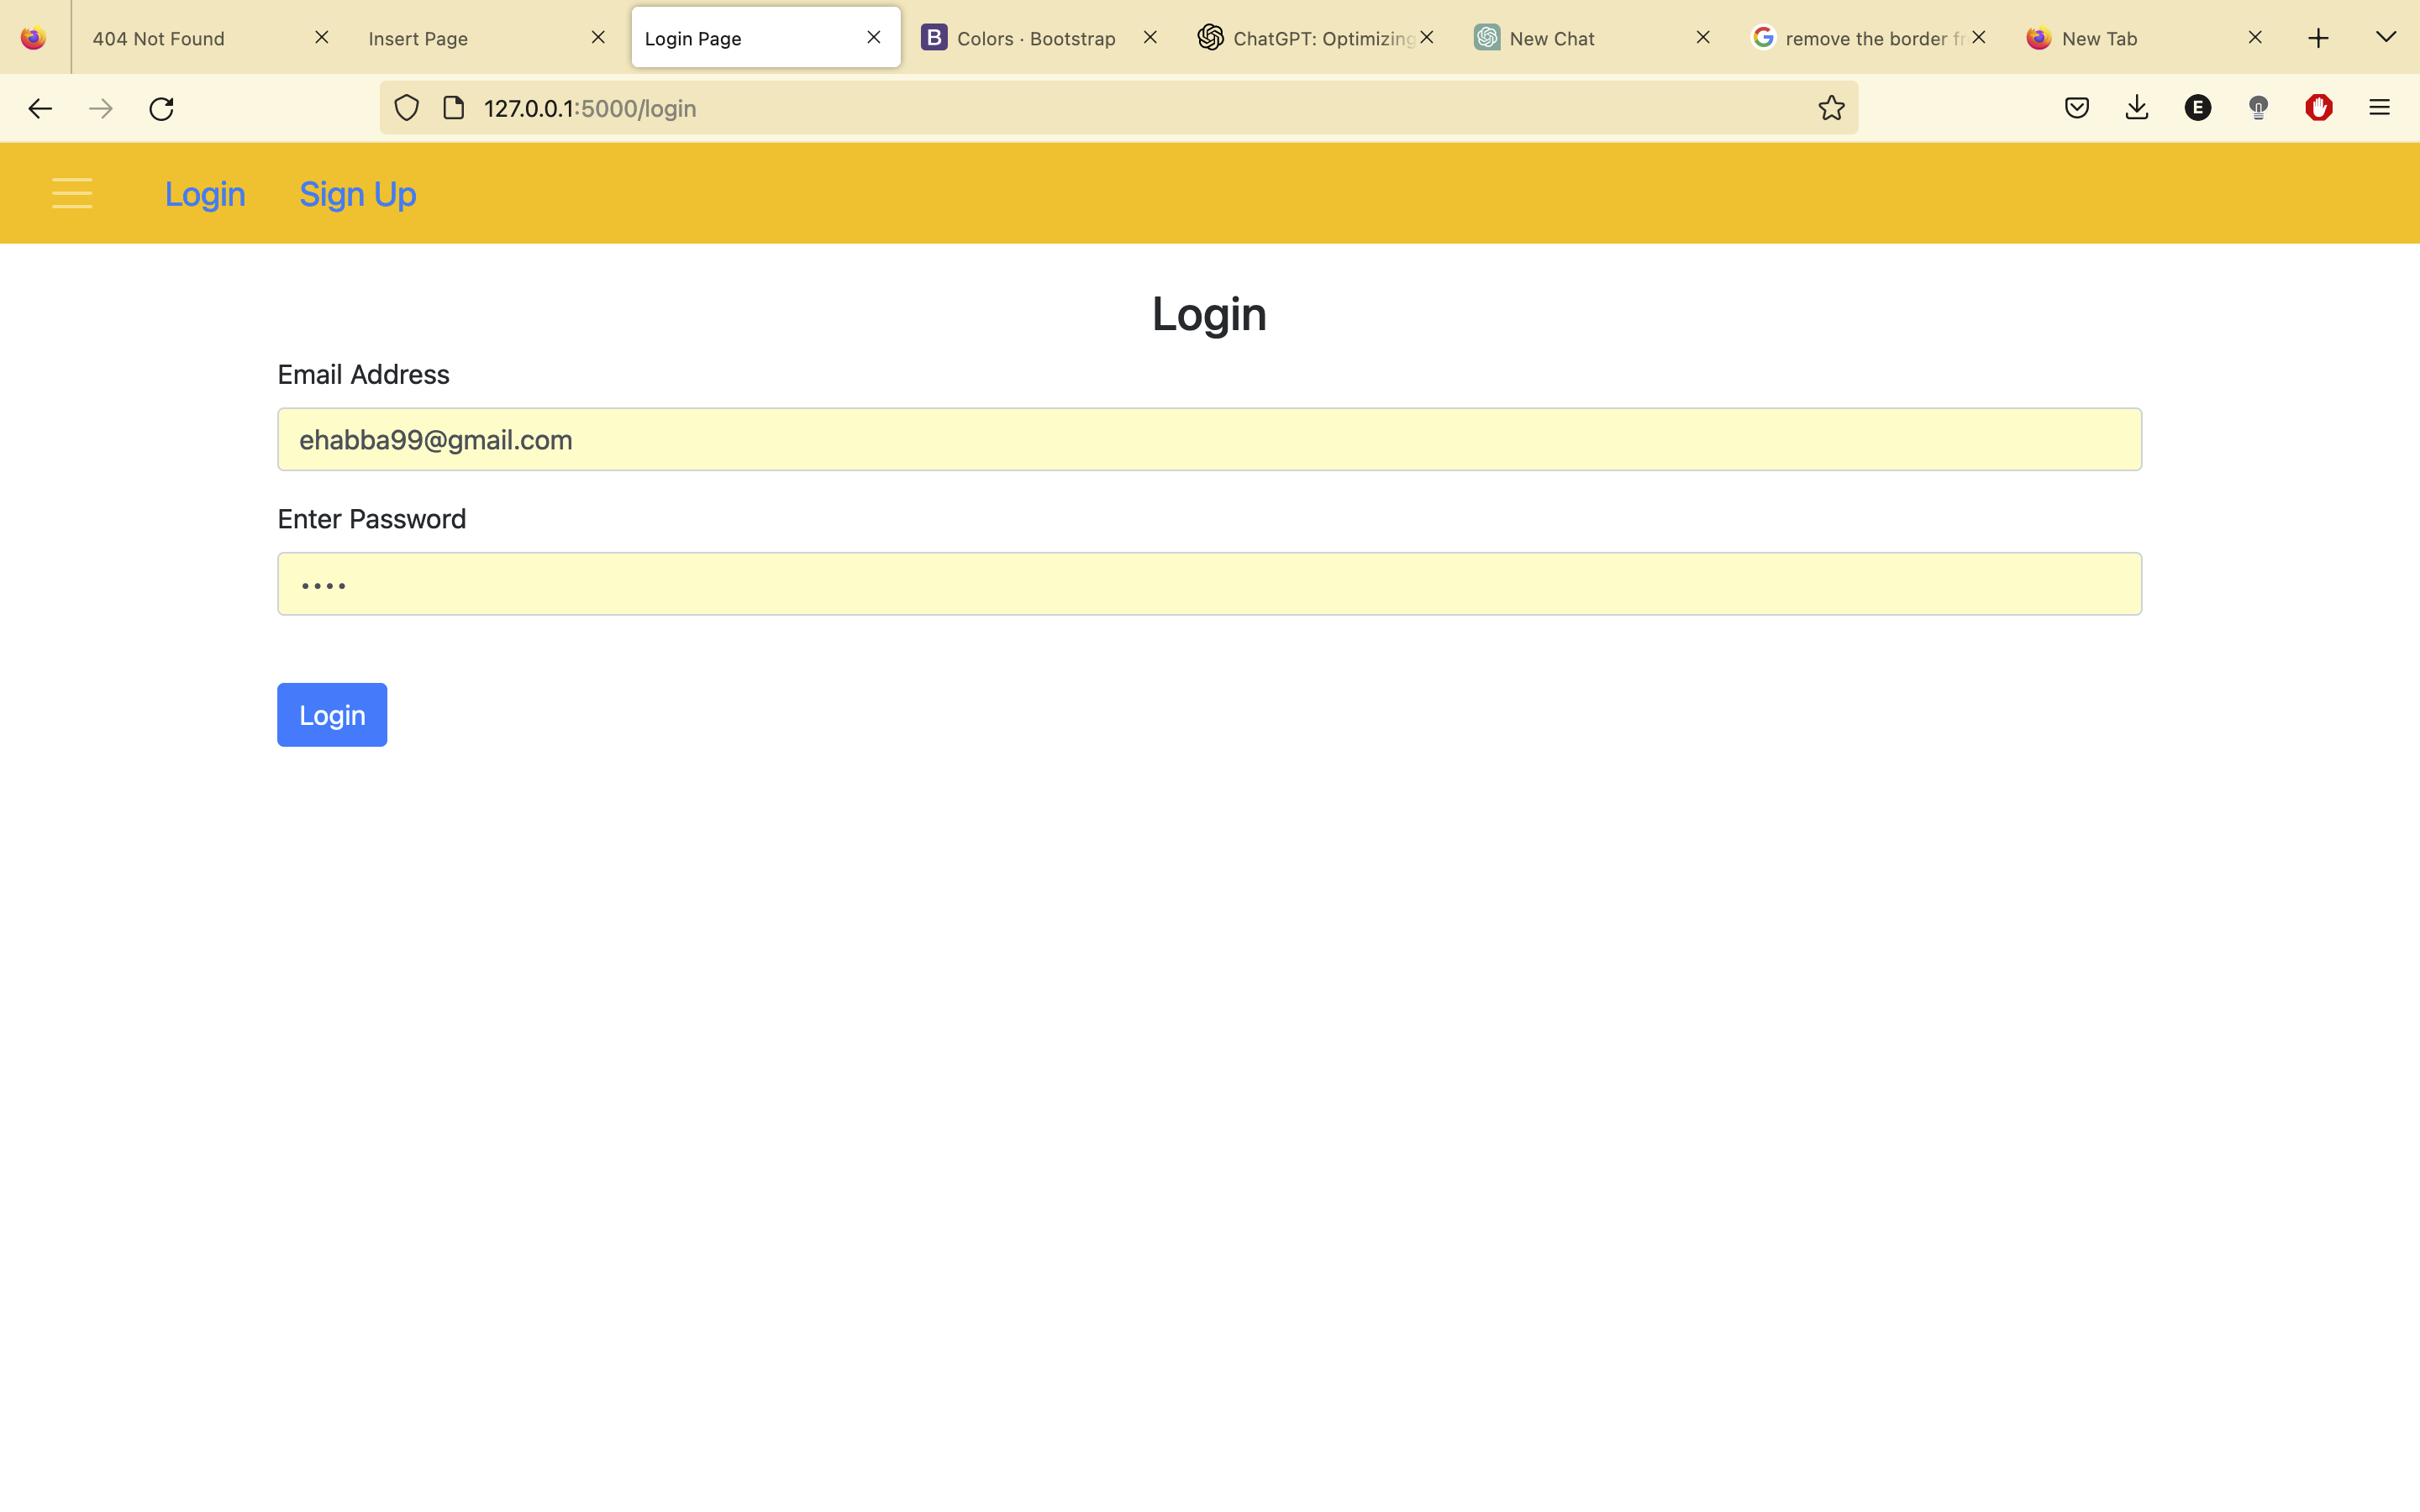 404 Not Found
Insert Page
Login Page
B Colors · Bootstrap
ChatGPT: Optimizing
New Chat
G remove the border fr
New Tab
127.0.0.1:5000/login
E
Login
Sign Up
Login
Email Address
ehabba99@gmail.com
Enter Password
••••
Login